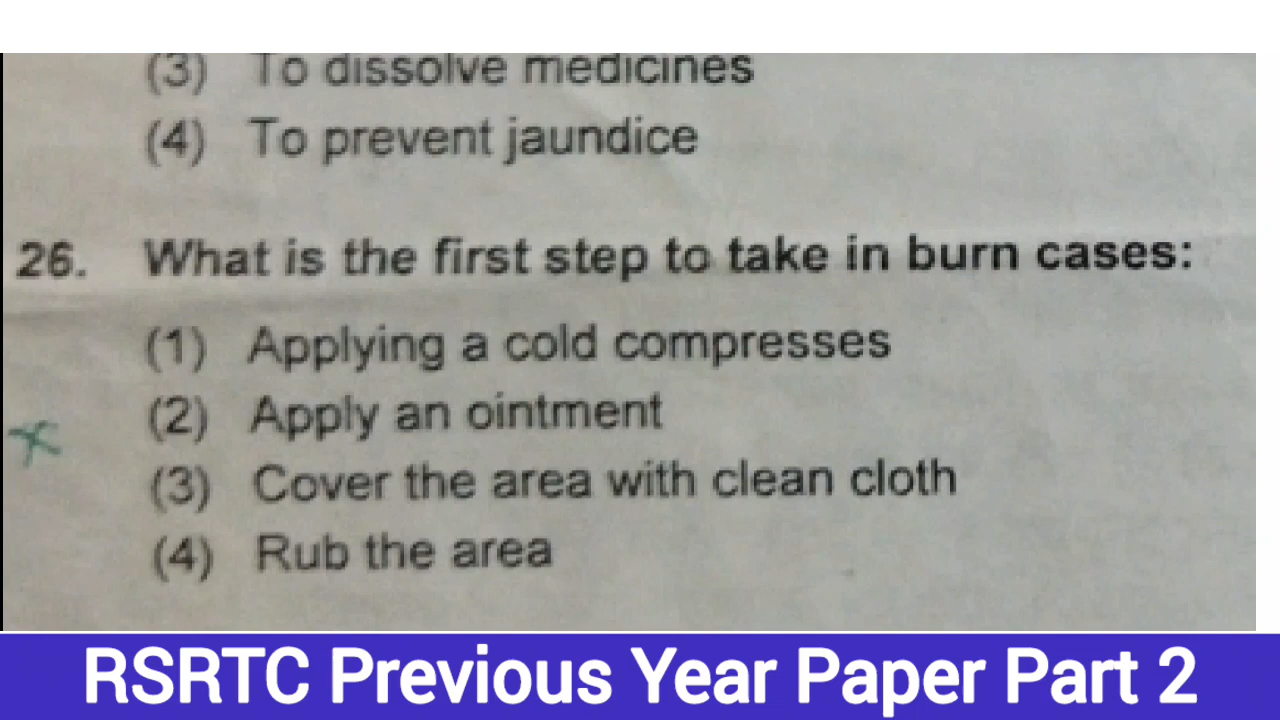 (3) To dissolve medicines
(4) To prevent jaundice
26. What is the first step to take in burn cases:
(1) Applying a cold compresses
(2) Apply an ointment
(3) Cover the area with clean cloth
(4) Rub the area
RSRTC Previous Year Paper Part 2